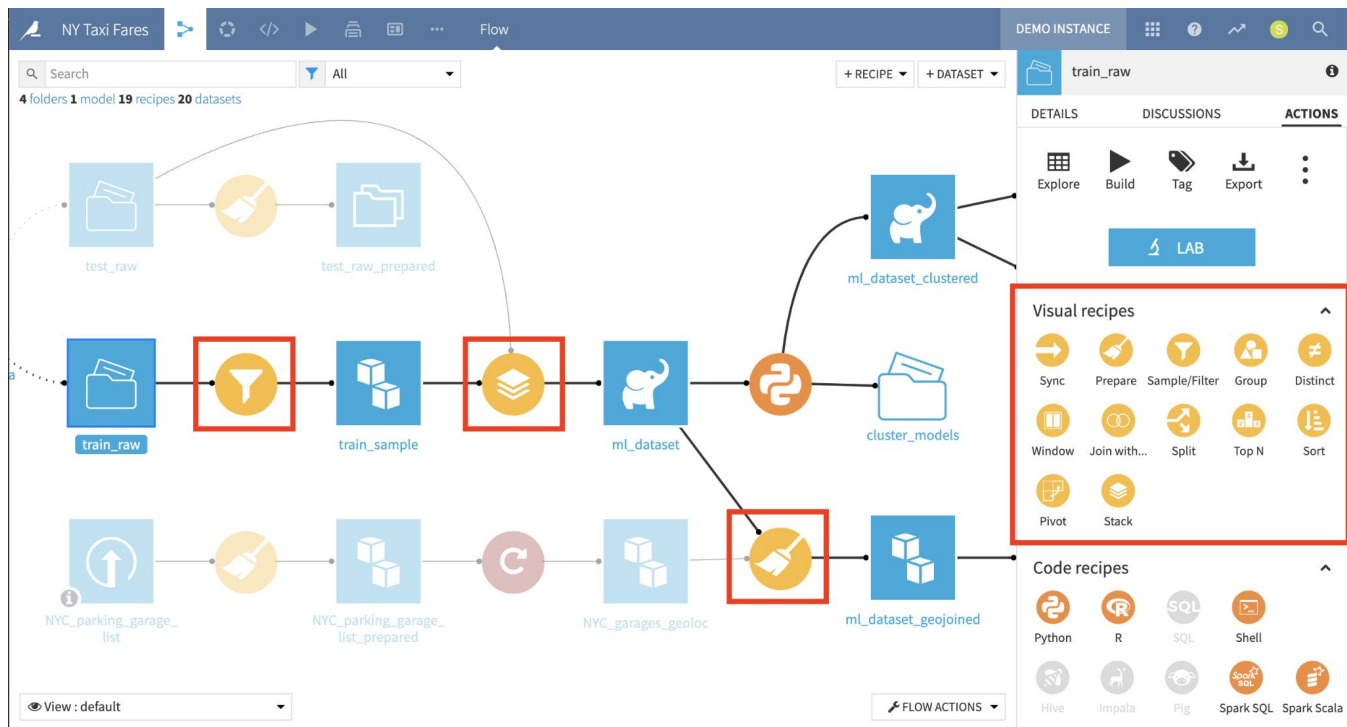 NY Taxi Fares
Flow
DEMO INSTANCE
S
Search
All
+ RECIPE
+ DATASET
4 folders 1 model 19 recipes 20 datasets
train_raw
DETAILS
DISCUSSIONS
ACTIONS
Explore
Build
Tag
Export
LAB
test_raw
test_raw_prepared
ml_dataset_clustered
a
train_raw
train_sample
ml_dataset
cluster_models
NYC_parking_garage_
list
NYC_parking_garage_
list_prepared
C
NYC_garages_geoloc
ml_dataset_geojoined
Visual recipes
Sync
Prepare
Sample/Filter
Group
Distinct
Window
Join with...
Split
Top N
Sort
Pivot
Stack
Code recipes
Python
R
SQL
SQL
Shell
Hive
Impala
Pig
Spark
SQL
Spark SQL
Spark Scala
View : default
FLOW ACTIONS